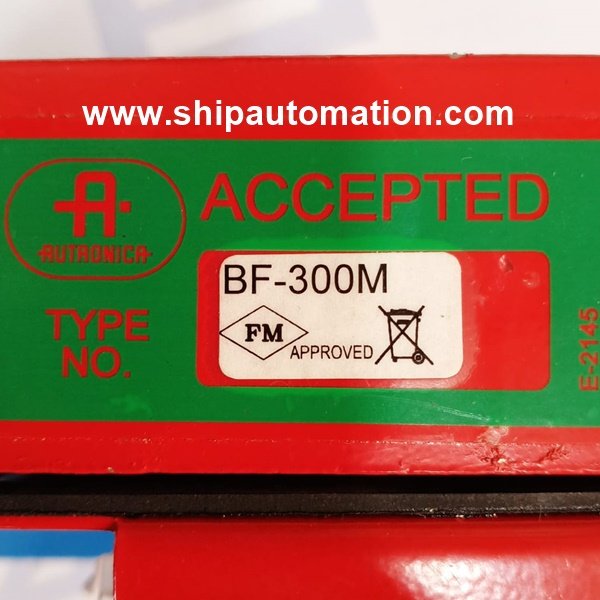 www.shipautomation.com
A
AUTRONICA
ACCEPTED
TYPE
NO.
BF-300M
FM
APPROVED
E-2145